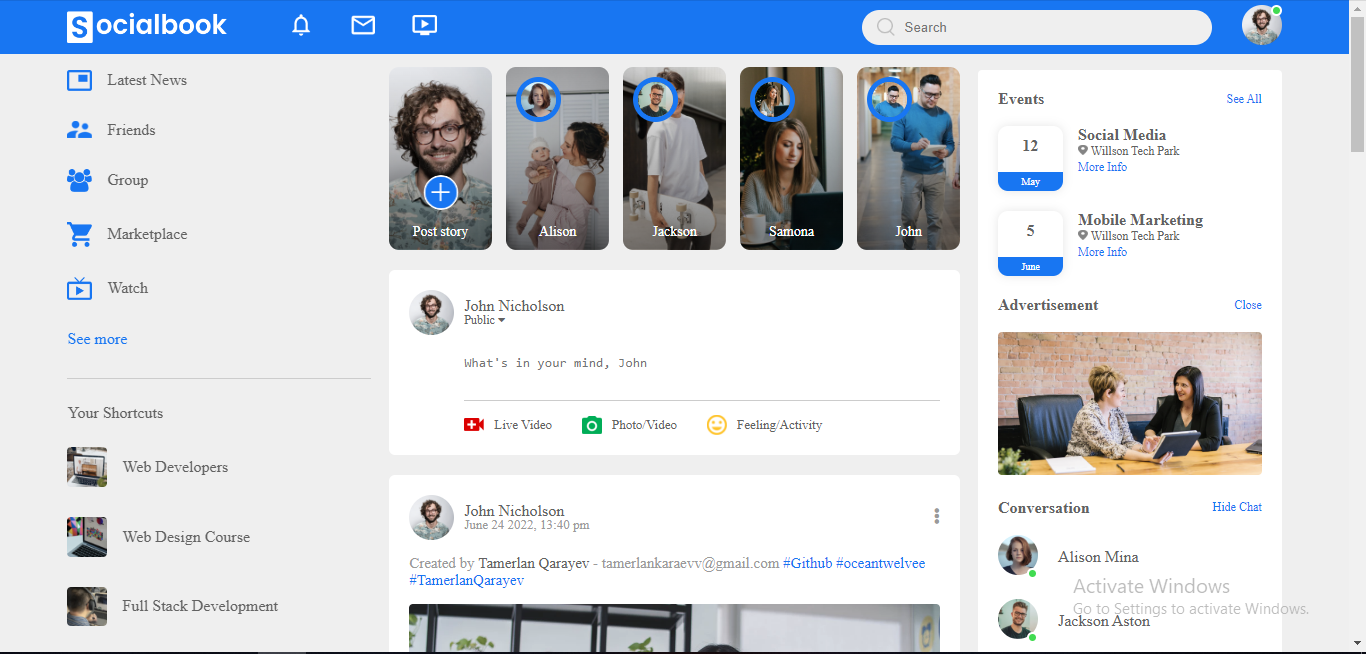 Socialbook
Search
Latest News
Friends
Group
Marketplace
Watch
See more
Your Shortcuts
Web Developers
Web Design Course
Full Stack Development
Post story
Alison
Jackson
Samona
John
John Nicholson
Public
What's in your mind, John
Live Video
Photo/Video
Feeling/Activity
John Nicholson
June 24 2022, 13:40 pm
Created by Tamerlan Qarayev - tamerlankaraevv@gmail.com #Github #oceantwelvee
#TamerlanQarayev
Events
See All
12
May
Social Media
Willson Tech Park
More Info
5
June
Mobile Marketing
Willson Tech Park
More Info
Advertisement
Close
Conversation
Hide Chat
Alison Mina
Jackson Aston
Activate Windows
Go to Settings to activate Windows.